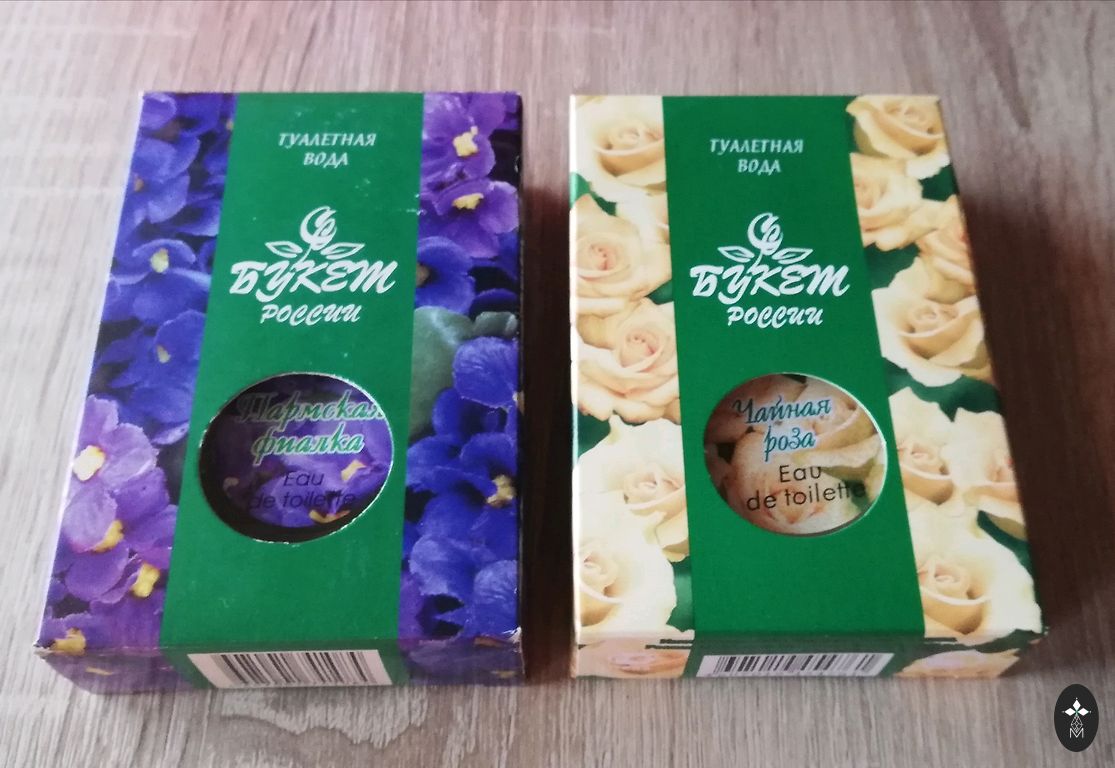 ТУАЛЕТНАЯ
ВОДА
БУКЕТ
РОССИИ
Пармская
фиалка
Eau
de toilette
ТУАЛЕТНАЯ
ВОДА
БУКЕТ
РОССИИ
Чайная
роза
Eau
de toilette